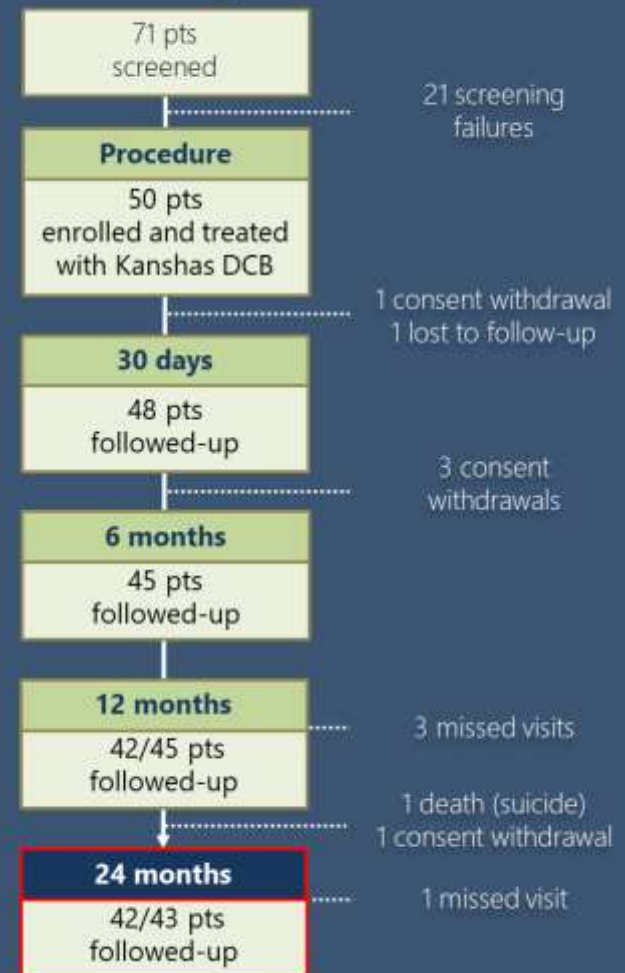 71 pts
screened
21 screening
failures
Procedure
50 pts
enrolled and treated
with Kanshas DCB
1 consent withdrawal
1 lost to follow-up
30 days
48 pts
followed-up
3 consent
withdrawals
6 months
45 pts
followed-up
12 months
42/45 pts
followed-up
3 missed visits
1 death (suicide)
1 consent withdrawal
24 months
42/43 pts
followed-up
1 missed visit